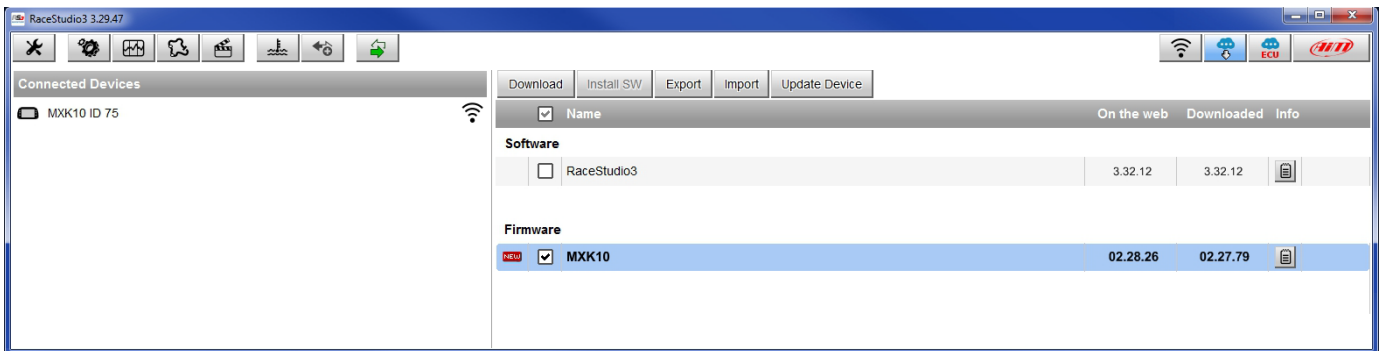 RaceStudio3 3.29.47
ECU
AiM
Connected Devices
MXK10 ID 75
Download Install SW Export Import Update Device
Name On the web Downloaded Info
Software
RaceStudio3 3.32.12 3.32.12
Firmware
NEW MXK10 02.28.26 02.27.79